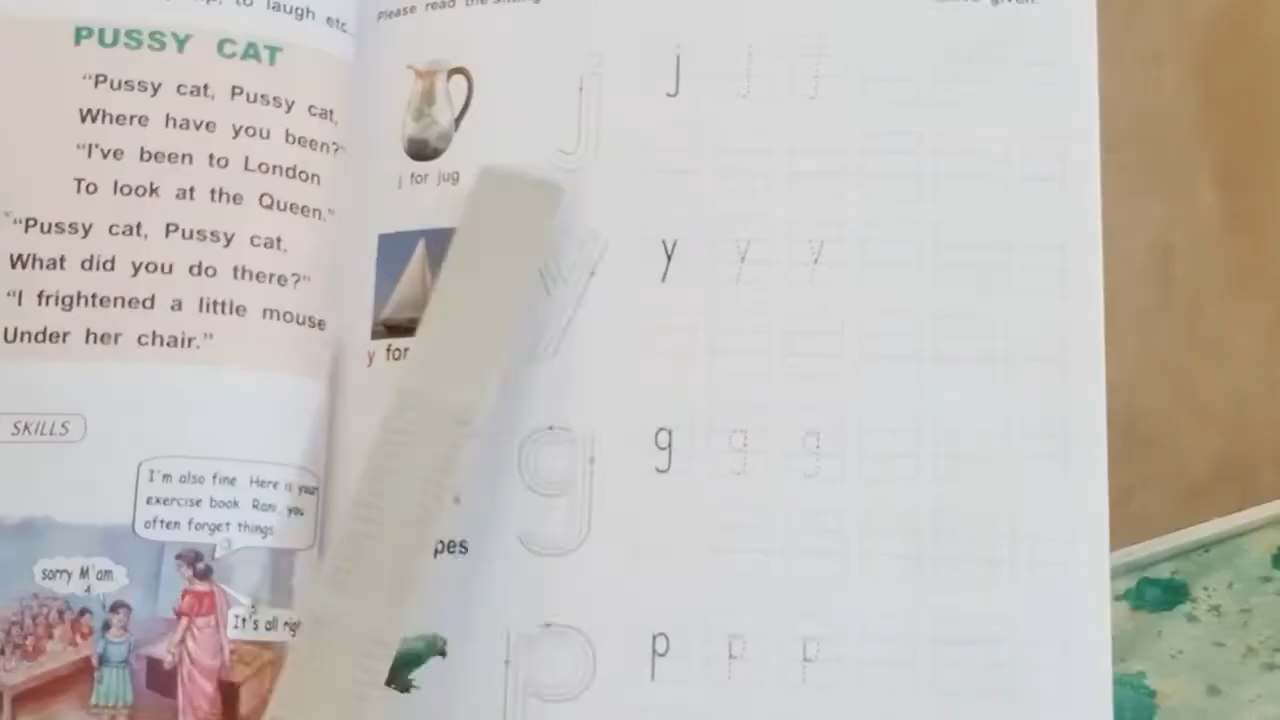 to laugh etc.
PUSSY CAT
"Pussy cat, Pussy cat,
Where have you been?"
"I've been to London
To look at the Queen."
"Pussy cat, Pussy cat,
What did you do there?"
"I frightened a little mouse
Under her chair."
SKILLS
I'm also fine. Here is your
exercise book. Rani, you
often forget things
sorry M'am
It's all
Please read the
given.
j for jug
j j j j
y for
y y y y
pes
g g g g
p p p p